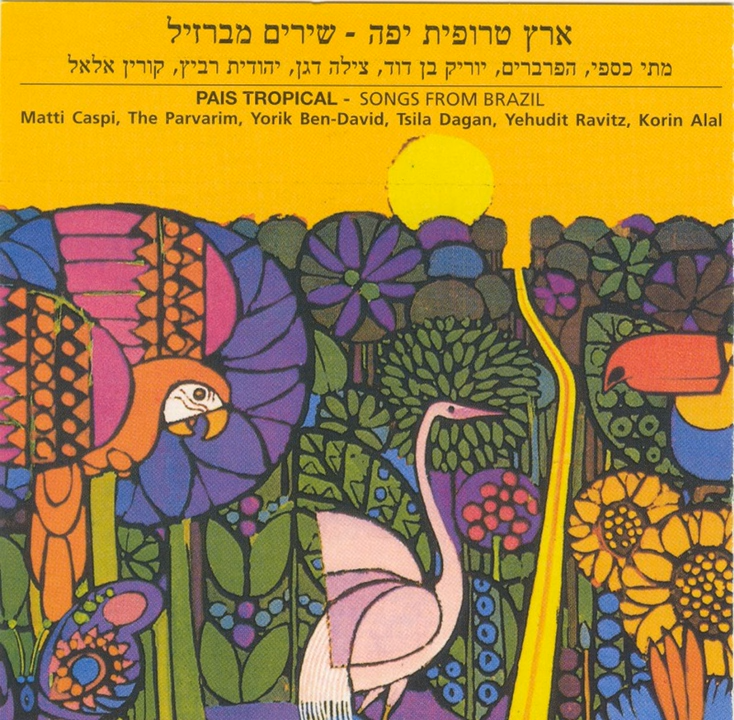 ארץ טרופית יפה - שירים מברזיל
מתי כספי, הפרברים, יוריק בן דוד, צילה דגן, יהודית רביץ, קורין אלאל
PAIS TROPICAL - SONGS FROM BRAZIL
Matti Caspi, The Parvarim, Yorik Ben-David, Tsila Dagan, Yehudit Ravitz, Korin Alal